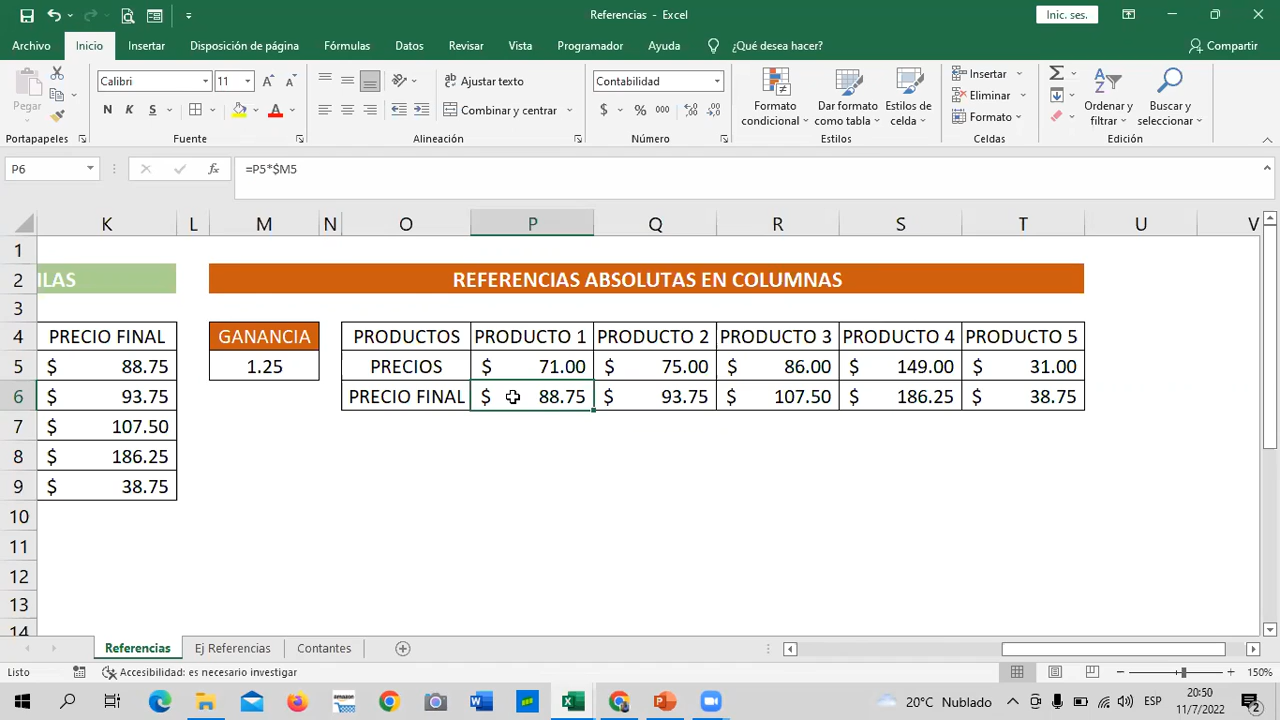 Referencias - Excel
Inic. ses.
Archivo Inicio Insertar Disposición de página Fórmulas Datos Revisar Vista Programador Ayuda ¿Qué desea hacer? Compartir
Pegar
Calibri 11
Ajustar texto
Contabilidad
Insertar
N K S
Combinar y centrar
$ % 000
Formato condicional
Dar formato como tabla
Estilos de celda
Eliminar
Formato
Ordenar y filtrar
Buscar y seleccionar
Portapapeles Fuente Alineación Número Estilos Celdas Edición
P6 fx =P5*$M5
K L M N O P Q R S T U V
1
2 ILAS REFERENCIAS ABSOLUTAS EN COLUMNAS
3
4 PRECIO FINAL GANANCIA PRODUCTOS PRODUCTO 1 PRODUCTO 2 PRODUCTO 3 PRODUCTO 4 PRODUCTO 5
5 $ 88.75 1.25 PRECIOS $ 71.00 $ 75.00 $ 86.00 $ 149.00 $ 31.00
6 $ 93.75 PRECIO FINAL $ 88.75 $ 93.75 $ 107.50 $ 186.25 $ 38.75
7 $ 107.50
8 $ 186.25
9 $ 38.75
10
11
12
13
14
Referencias Ej Referencias Contantes
Listo Accesibilidad: es necesario investigar 150%
20°C Nublado ESP 20:50
11/7/2022 2